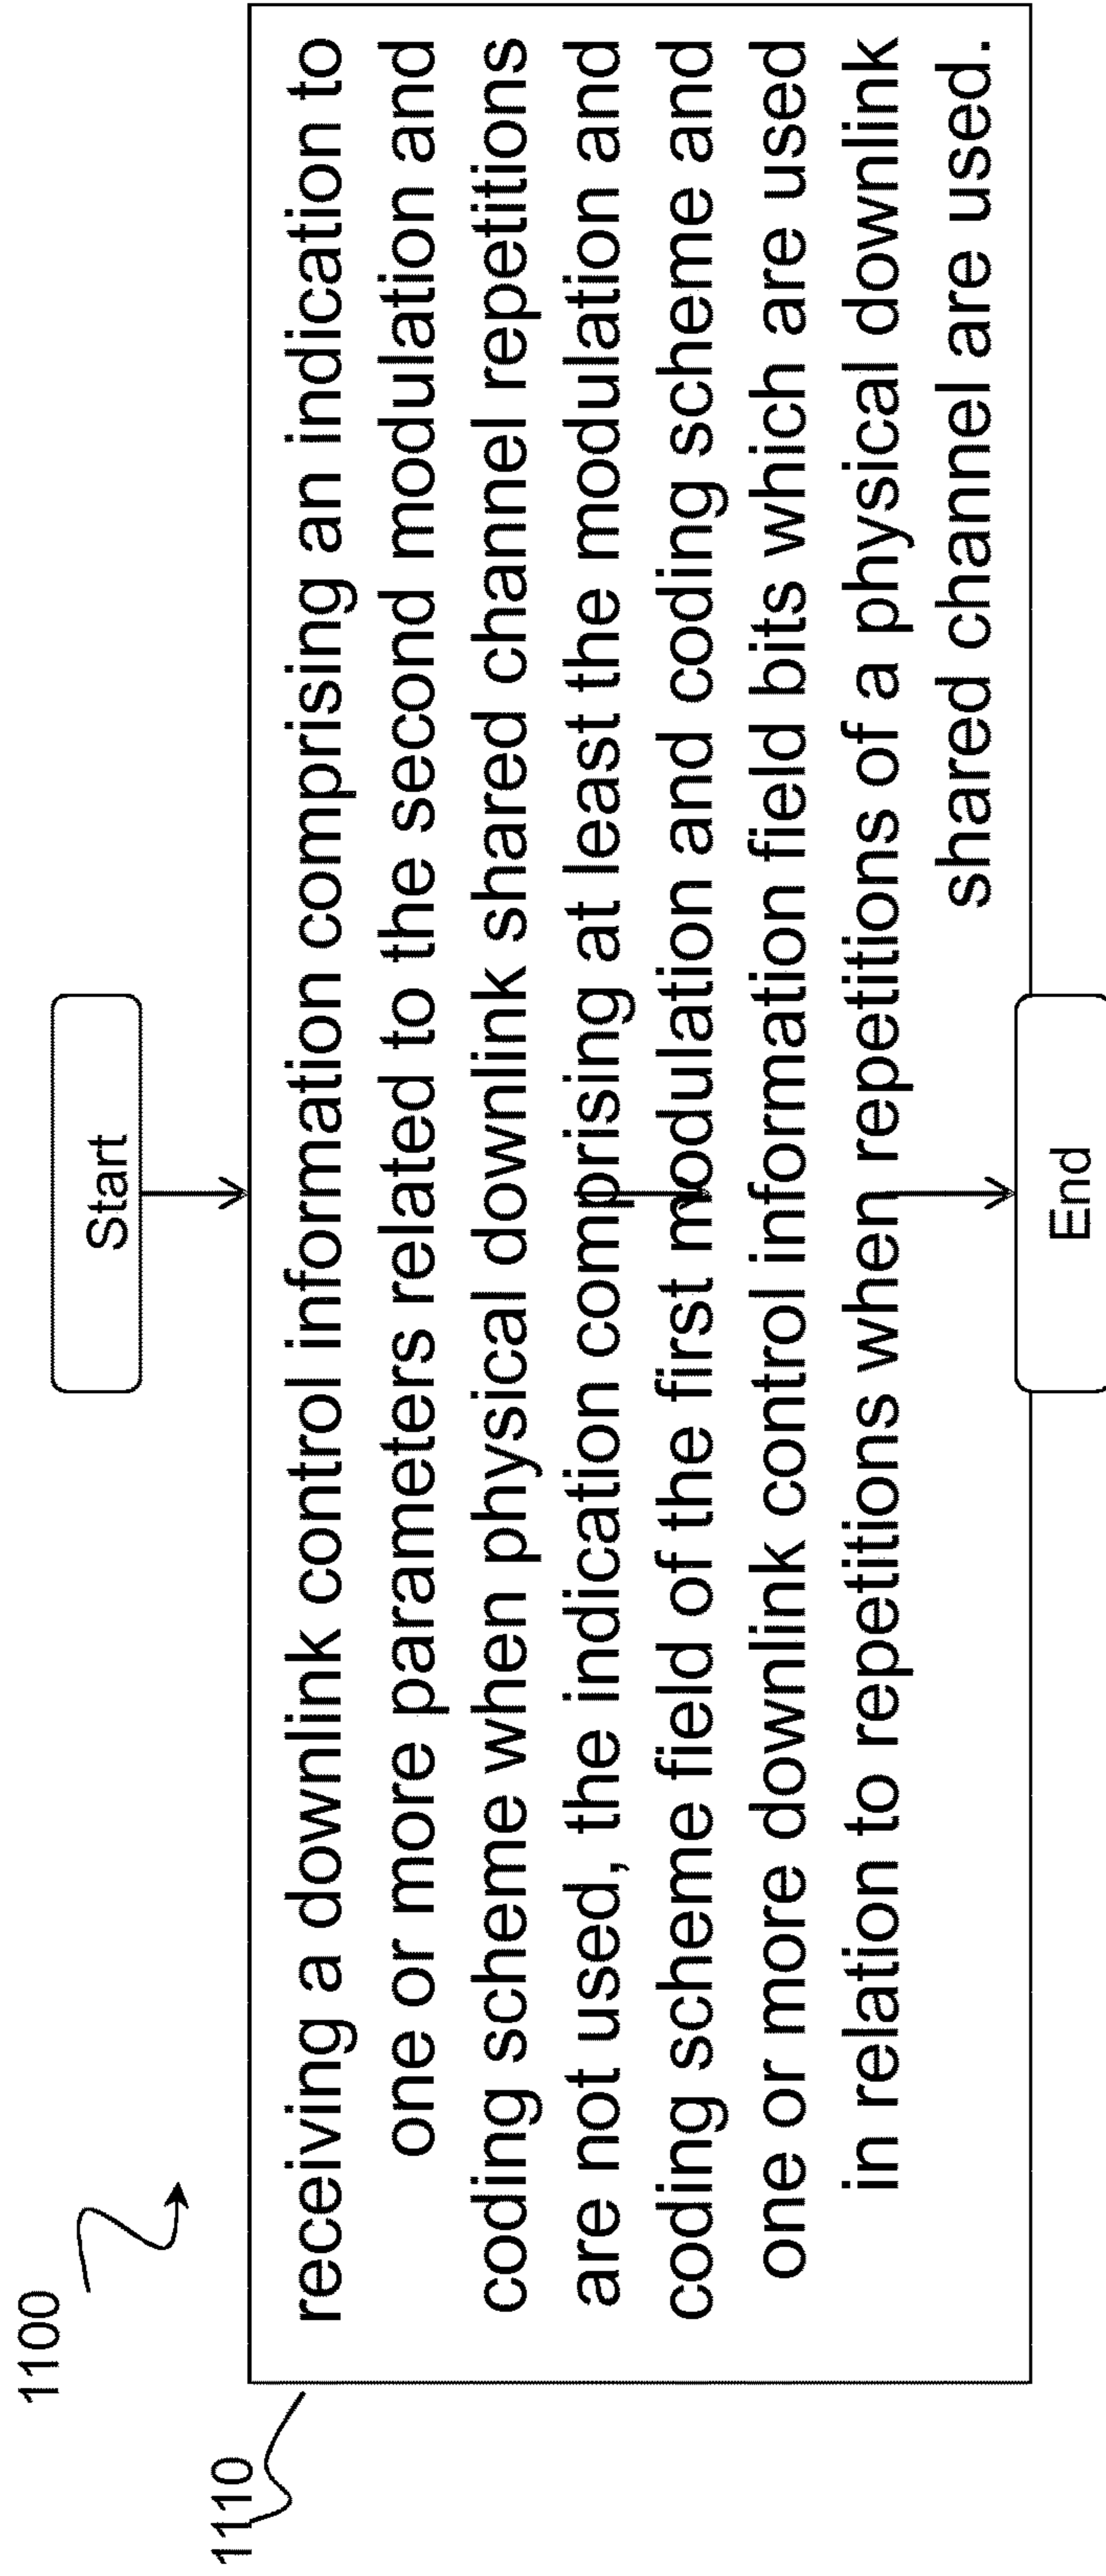 1100
Start
1110
receiving a downlink control information comprising an indication to
one or more parameters related to the second modulation and
coding scheme when physical downlink shared channel repetitions
are not used, the indication comprising at least the modulation and
coding scheme field of the first modulation and coding scheme and
one or more downlink control information field bits which are used
in relation to repetitions when repetitions of a physical downlink
shared channel are used.
End